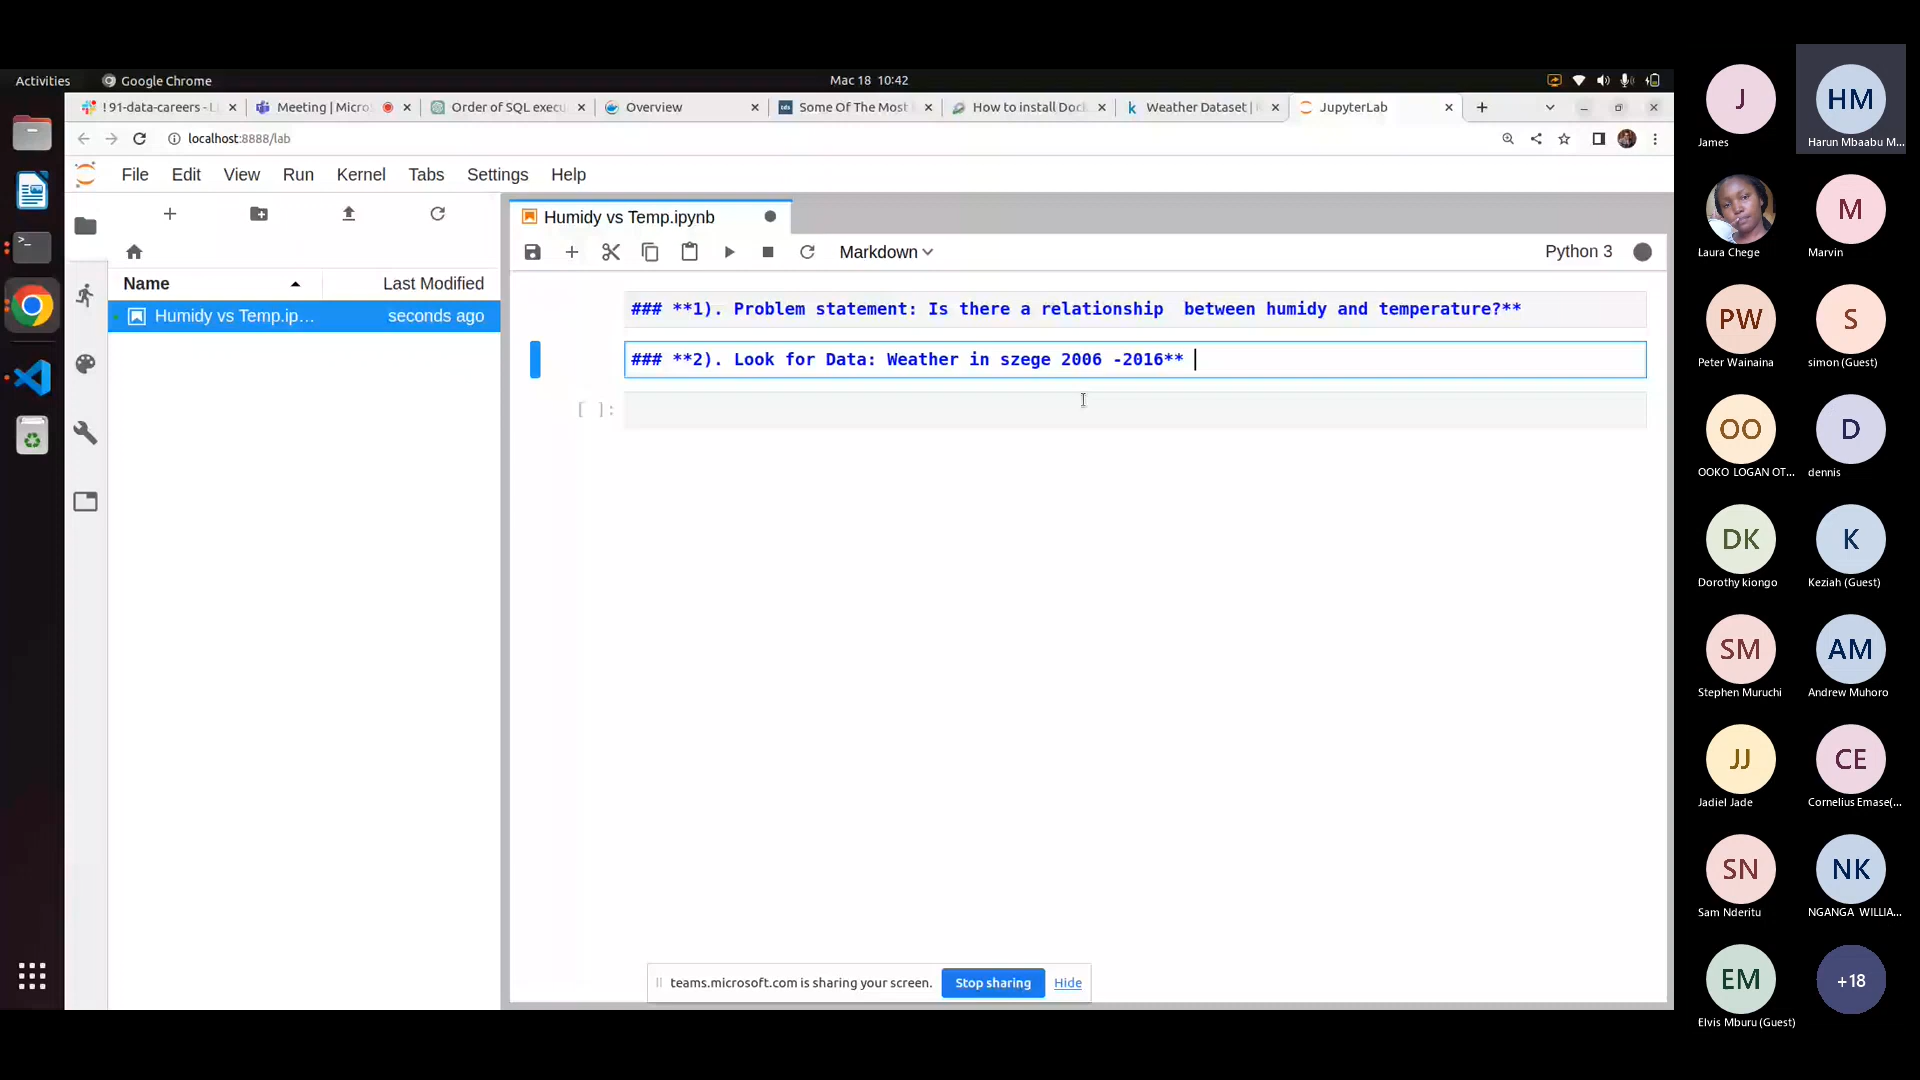 Activities
Google Chrome
Mac 18 10:42
! 91-data-careers - L
Meeting | Micro
Order of SQL execu
Overview
Some Of The Most
How to install Doc
Weather Dataset |
JupyterLab
localhost:8888/lab
File Edit View Run Kernel Tabs Settings Help
Humidy vs Temp.ipynb
Markdown
Python 3
Name
Last Modified
Humidy vs Temp.ip…
seconds ago
### **1). Problem statement: Is there a relationship  between humidy and temperature?**
### **2). Look for Data: Weather in szege 2006 -2016**
[ ]:
teams.microsoft.com is sharing your screen.
Stop sharing
Hide
J
James
HM
Harun Mbaabu M...
Laura Chege
M
Marvin
PW
Peter Wainaina
S
simon (Guest)
OO
OOKO LOGAN OT...
D
dennis
DK
Dorothy kiongo
K
Keziah (Guest)
SM
Stephen Muruchi
AM
Andrew Muhoro
JJ
Jadiel Jade
CE
Cornelius Emase(...
SN
Sam Nderitu
NK
NGANGA WILLIA...
EM
Elvis Mburu (Guest)
+18